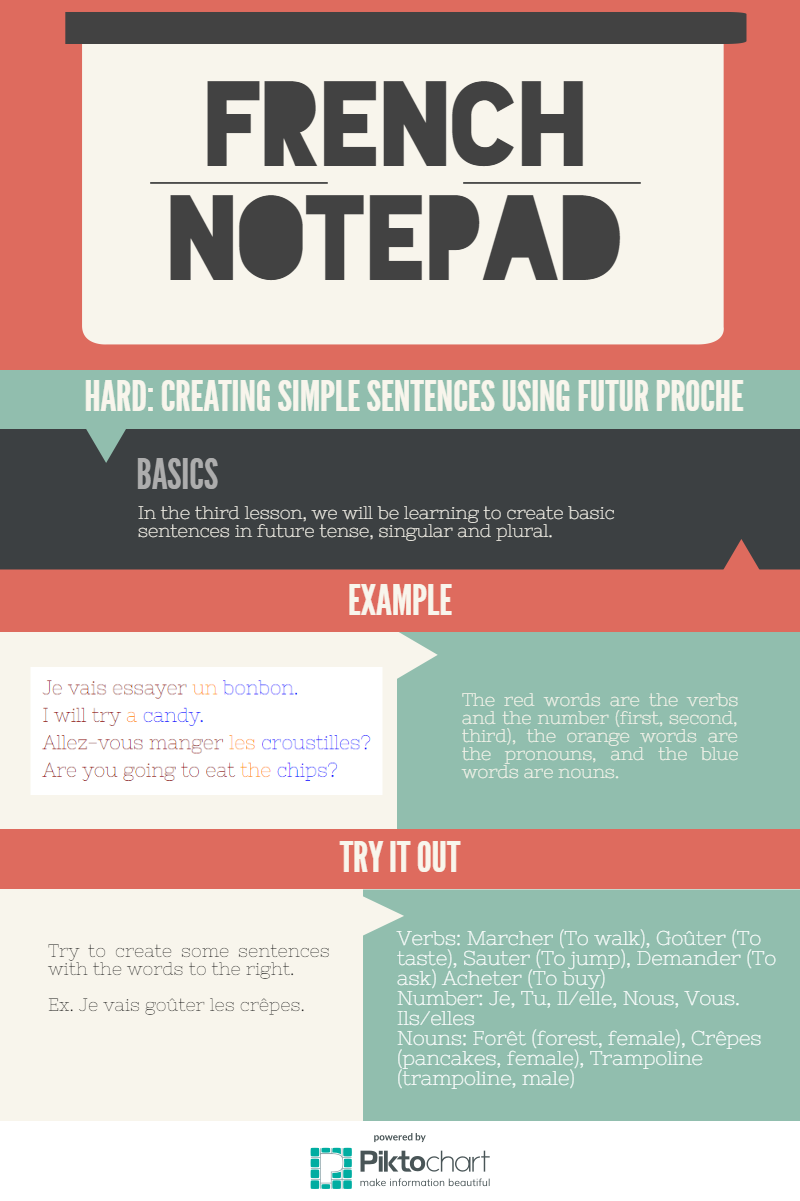 FRENCH
NOTEPAD
HARD: CREATING SIMPLE SENTENCES USING FUTUR PROCHE
BASICS
In the third lesson, we will be learning to create basic
sentences in future tense, singular and plural.
EXAMPLE
Je vais essayer un bonbon.
I will try a candy.
Allez-vous manger les croustilles?
Are you going to eat the chips?
The red words are the verbs
and the number (first, second,
third), the orange words are
the pronouns, and the blue
words are nouns.
TRY IT OUT
Try to create some sentences
with the words to the right.
Ex. Je vais goûter les crêpes.
Verbs: Marcher (To walk), Goûter (To
taste), Sauter (To jump), Demander (To
ask) Acheter (To buy)
Number: Je, Tu, Il/elle, Nous, Vous.
Ils/elles
Nouns: Forêt (forest, female), Crêpes
(pancakes, female), Trampoline
(trampoline, male)
powered by
Piktochart
make information beautiful